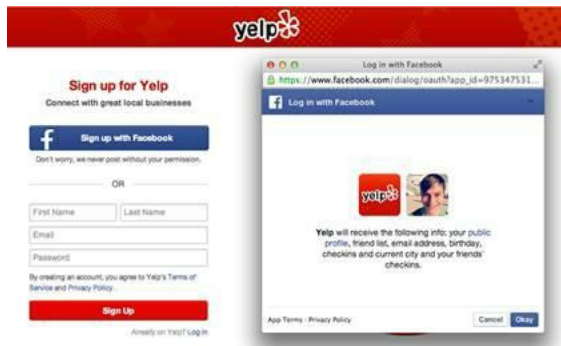 yelp
Sign up for Yelp
Connect with great local businesses
f Sign up with Facebook
Don't worry, we never post without your permission.
OR
First Name Last Name
Email
Password
By creating an account, you agree to Yelp's Terms of
Service and Privacy Policy.
Sign Up
Already on Yelp? Log In
Log in with Facebook
https://www.facebook.com/dialog/oauth?app_id=975347531...
f Log in with Facebook
yelp
Yelp will receive the following info: your public
profile, friend list, email address, birthday,
checkins and current city and your friends'
checkins.
App Terms · Privacy Policy Cancel Okay